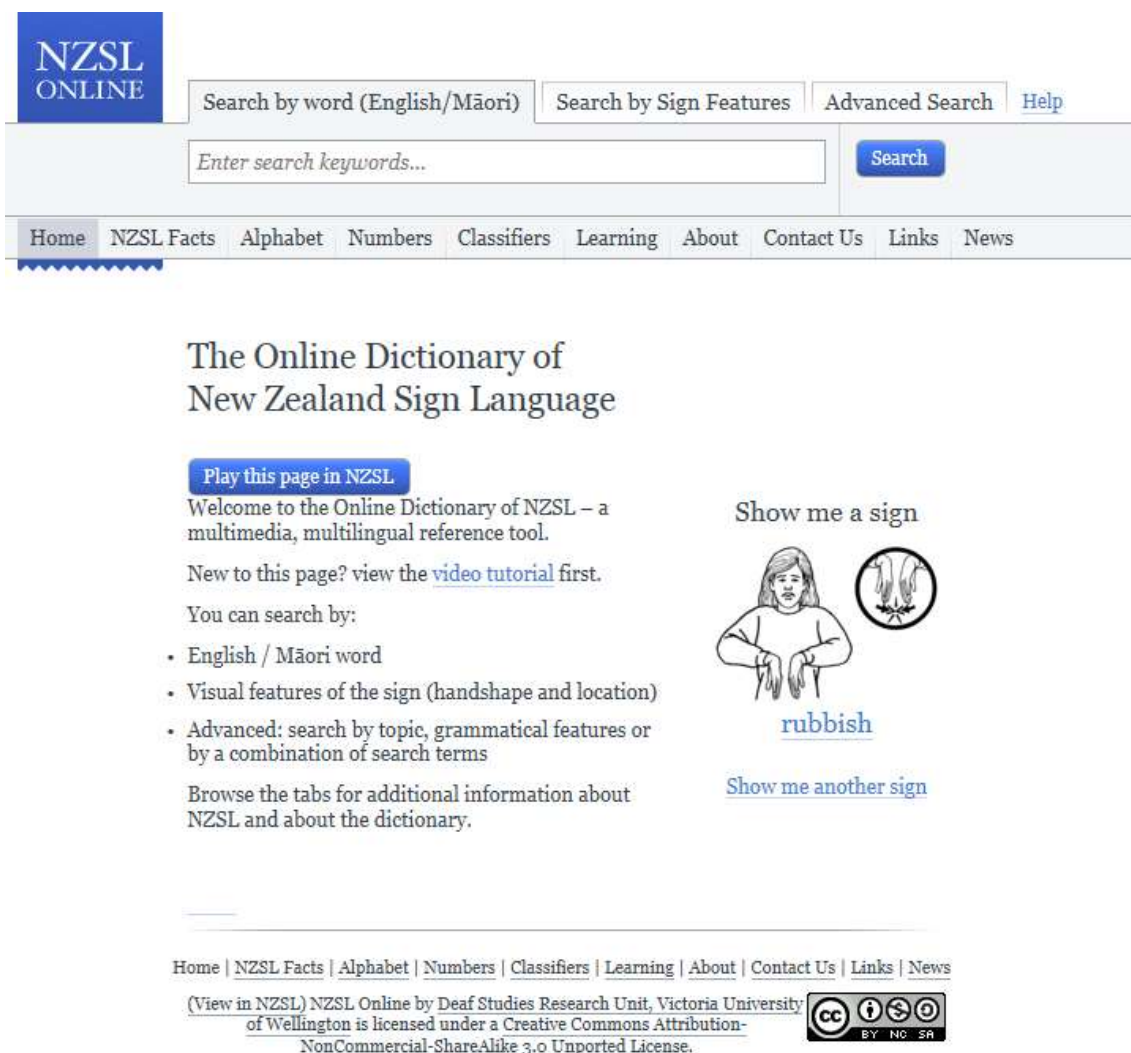 NZSL
ONLINE
Search by word (English/Māori)
Search by Sign Features
Advanced Search
Help
Enter search keywords...
Search
Home NZSL Facts Alphabet Numbers Classifiers Learning About Contact Us Links News
The Online Dictionary of
New Zealand Sign Language
Play this page in NZSL
Welcome to the Online Dictionary of NZSL – a
multimedia, multilingual reference tool.
New to this page? view the video tutorial first.
You can search by:
• English / Māori word
• Visual features of the sign (handshape and location)
• Advanced: search by topic, grammatical features or
by a combination of search terms
Browse the tabs for additional information about
NZSL and about the dictionary.
Show me a sign
rubbish
Show me another sign
Home | NZSL Facts | Alphabet | Numbers | Classifiers | Learning | About | Contact Us | Links | News
(View in NZSL) NZSL Online by Deaf Studies Research Unit, Victoria University
of Wellington is licensed under a Creative Commons Attribution-
NonCommercial-ShareAlike 3.0 Unported License.
cc
BY NC SA